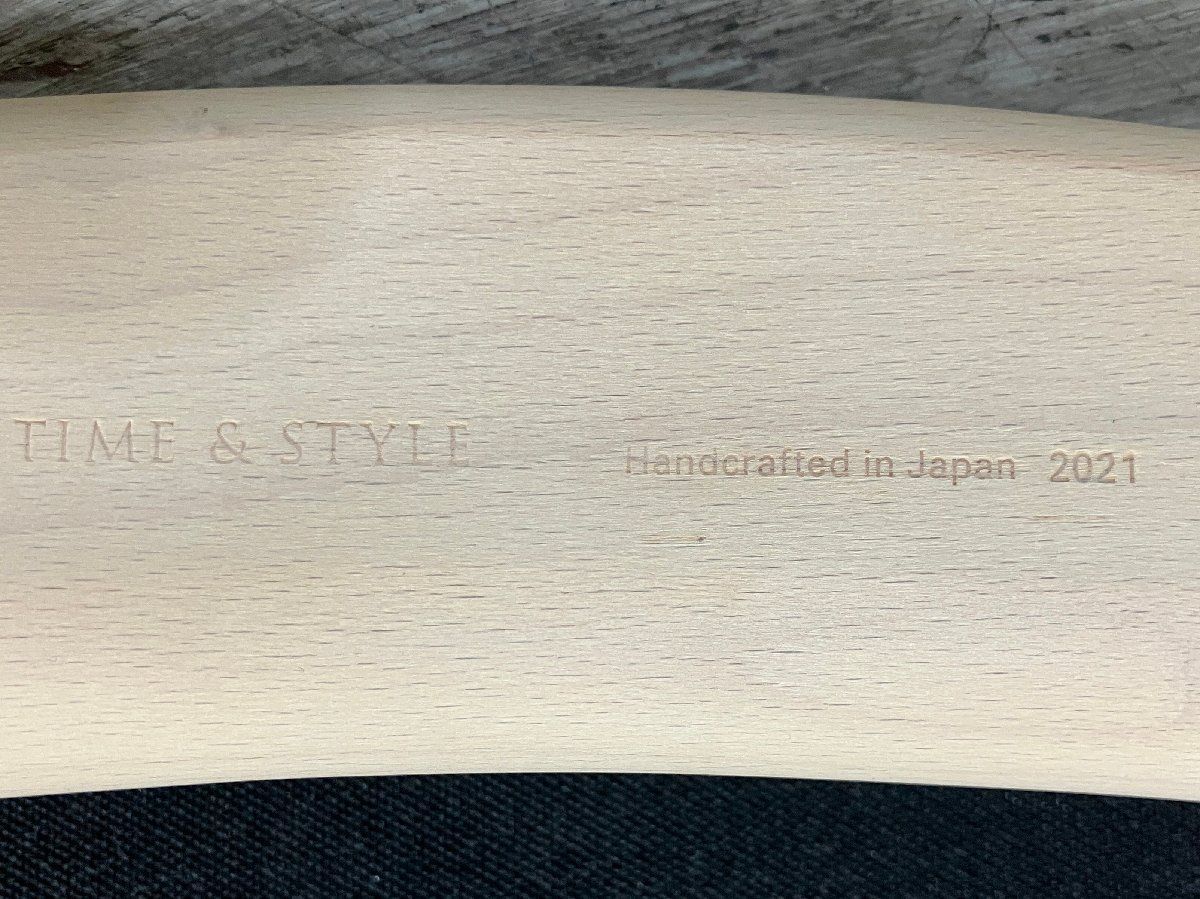 TIME & STYLE
Handcrafted in Japan 2021